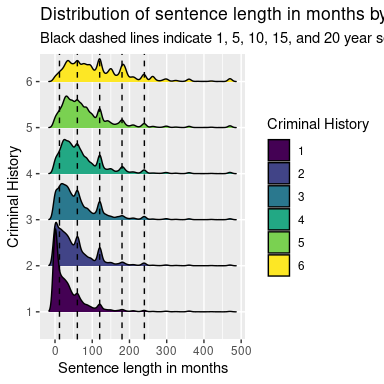 Distribution of sentence length in months by
Black dashed lines indicate 1, 5, 10, 15, and 20 year se
Criminal History
6
5
4
3
2
1
0 100 200 300 400 500
Sentence length in months
Criminal History
1
2
3
4
5
6